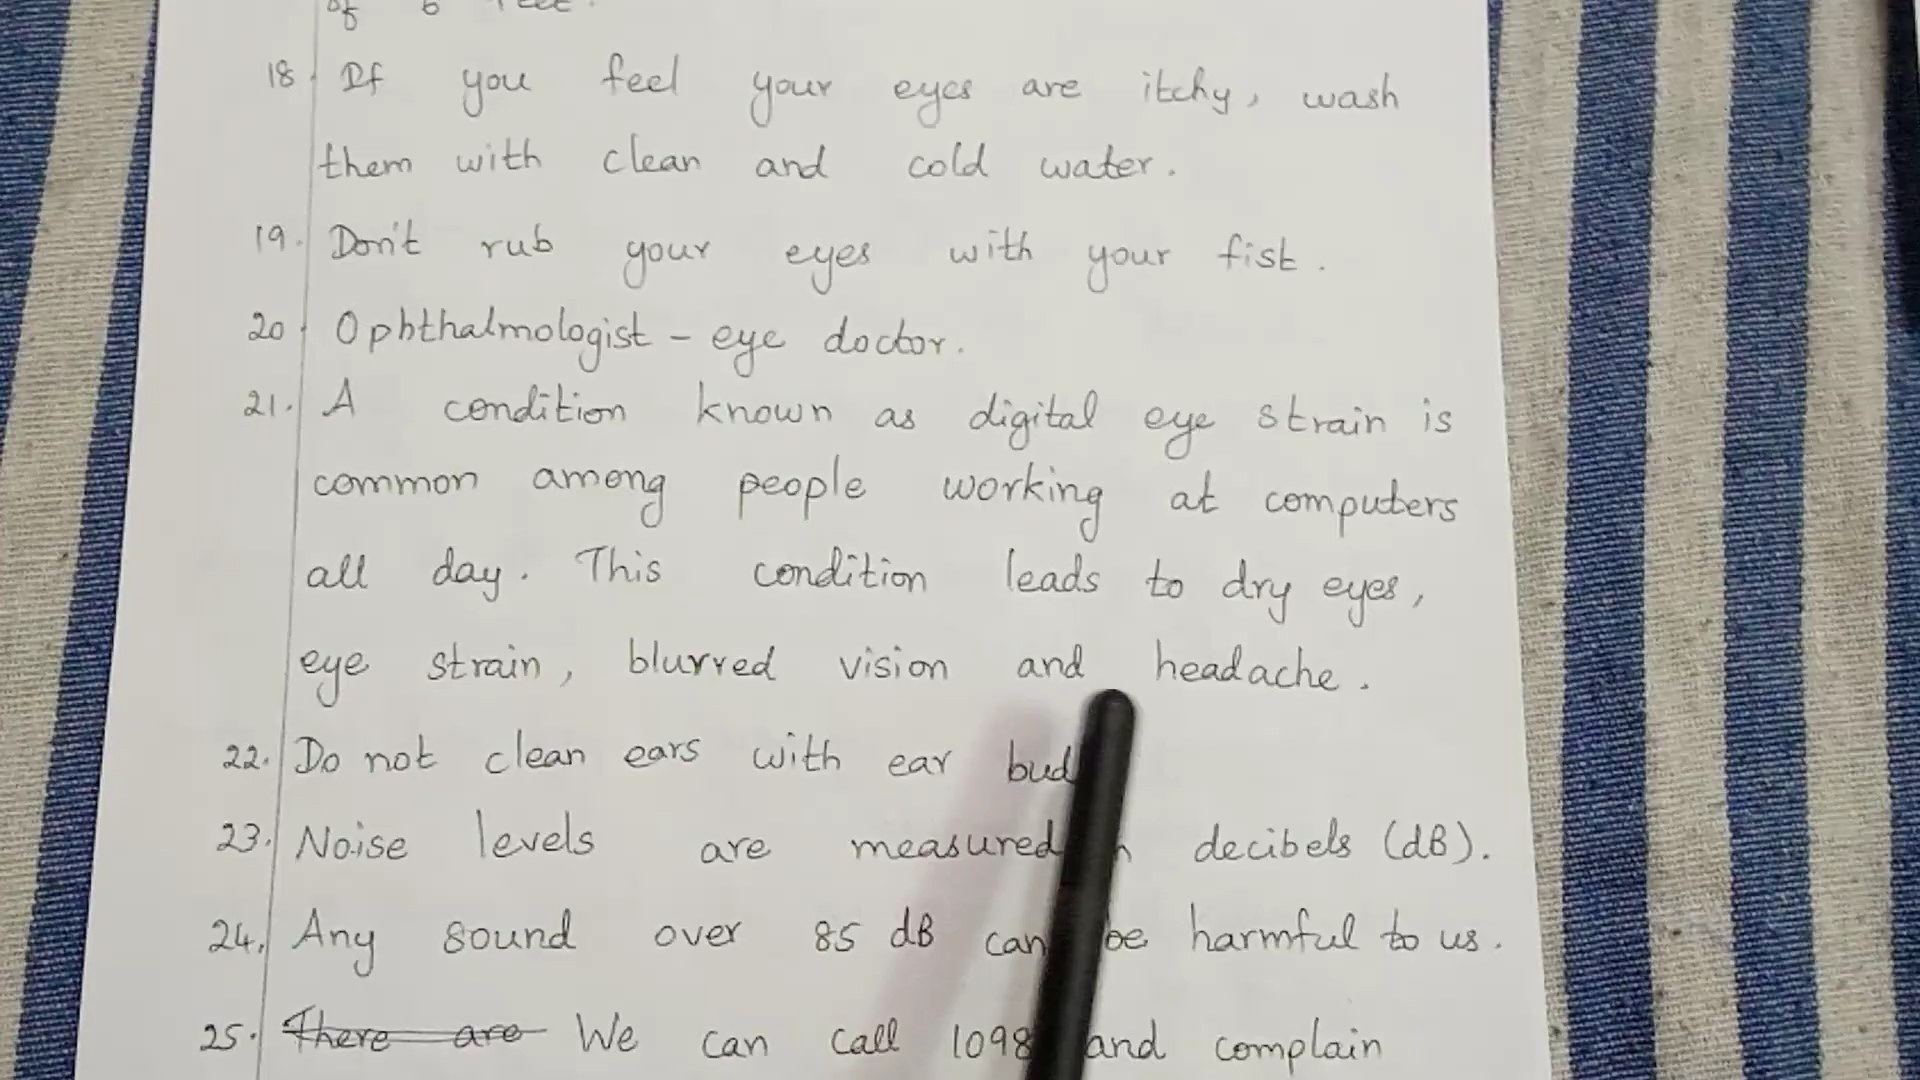 of 6
18. If you feel your eyes are itchy, wash
them with clean and cold water.
19. Don't rub your eyes with your fist.
20. Ophthalmologist - eye doctor.
21. A condition known as digital eye strain is
common among people working at computers
all day. This condition leads to dry eyes,
eye strain, blurred vision and headache.
22. Do not clean ears with ear bud
23. Noise levels are measured decibels (dB).
24. Any sound over 85 dB can be harmful to us.
25. There are We can call 1098 and complain